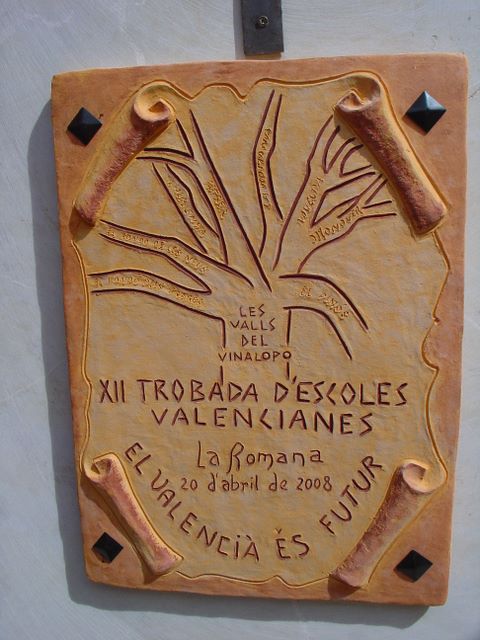 LES
VALLS
DEL
VINALOPÓ
XII TROBADA D'ESCOLES
VALENCIANES
La Romana
20 d'abril de 2008
EL VALENCIÀ ÉS FUTUR